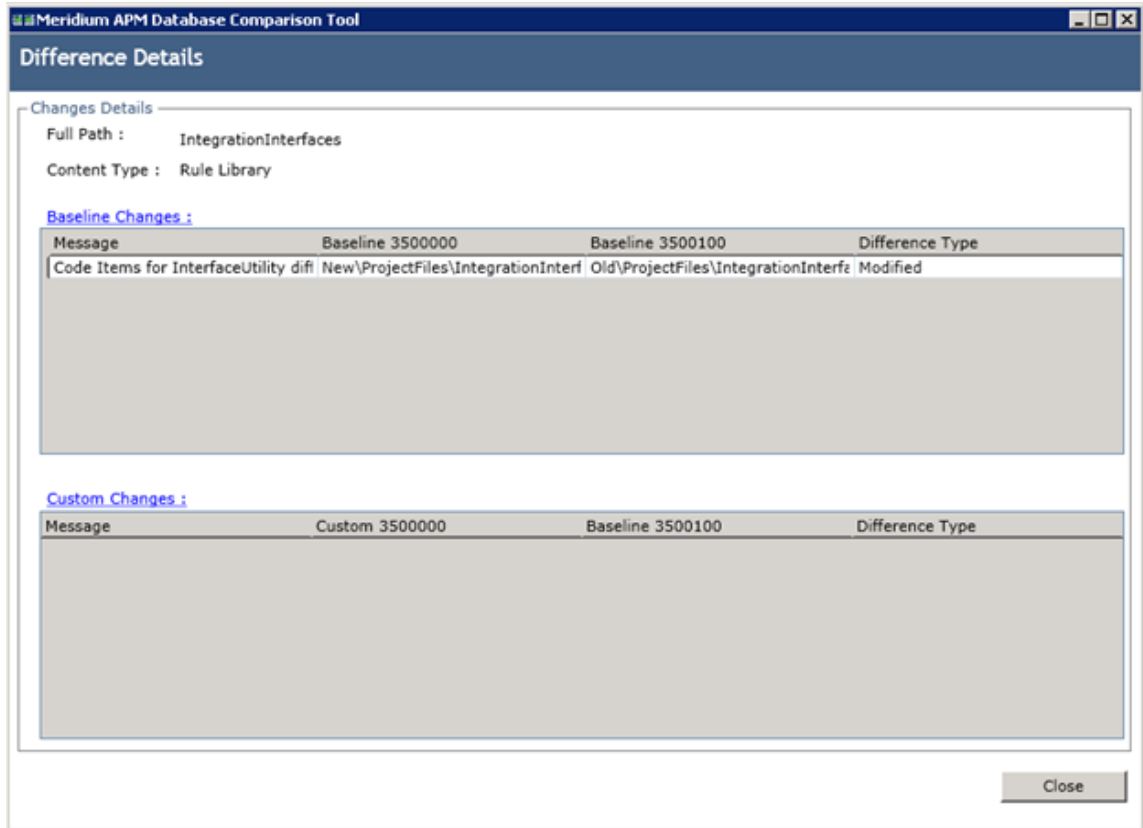 Meridium APM Database Comparison Tool
Difference Details
Changes Details
Full Path : IntegrationInterfaces
Content Type : Rule Library
Baseline Changes :
Message Baseline 3500000 Baseline 3500100 Difference Type
Code Items for InterfaceUtility diff New\ProjectFiles\IntegrationInterf Old\ProjectFiles\IntegrationInterfa Modified
Custom Changes :
Message Custom 3500000 Baseline 3500100 Difference Type
Close